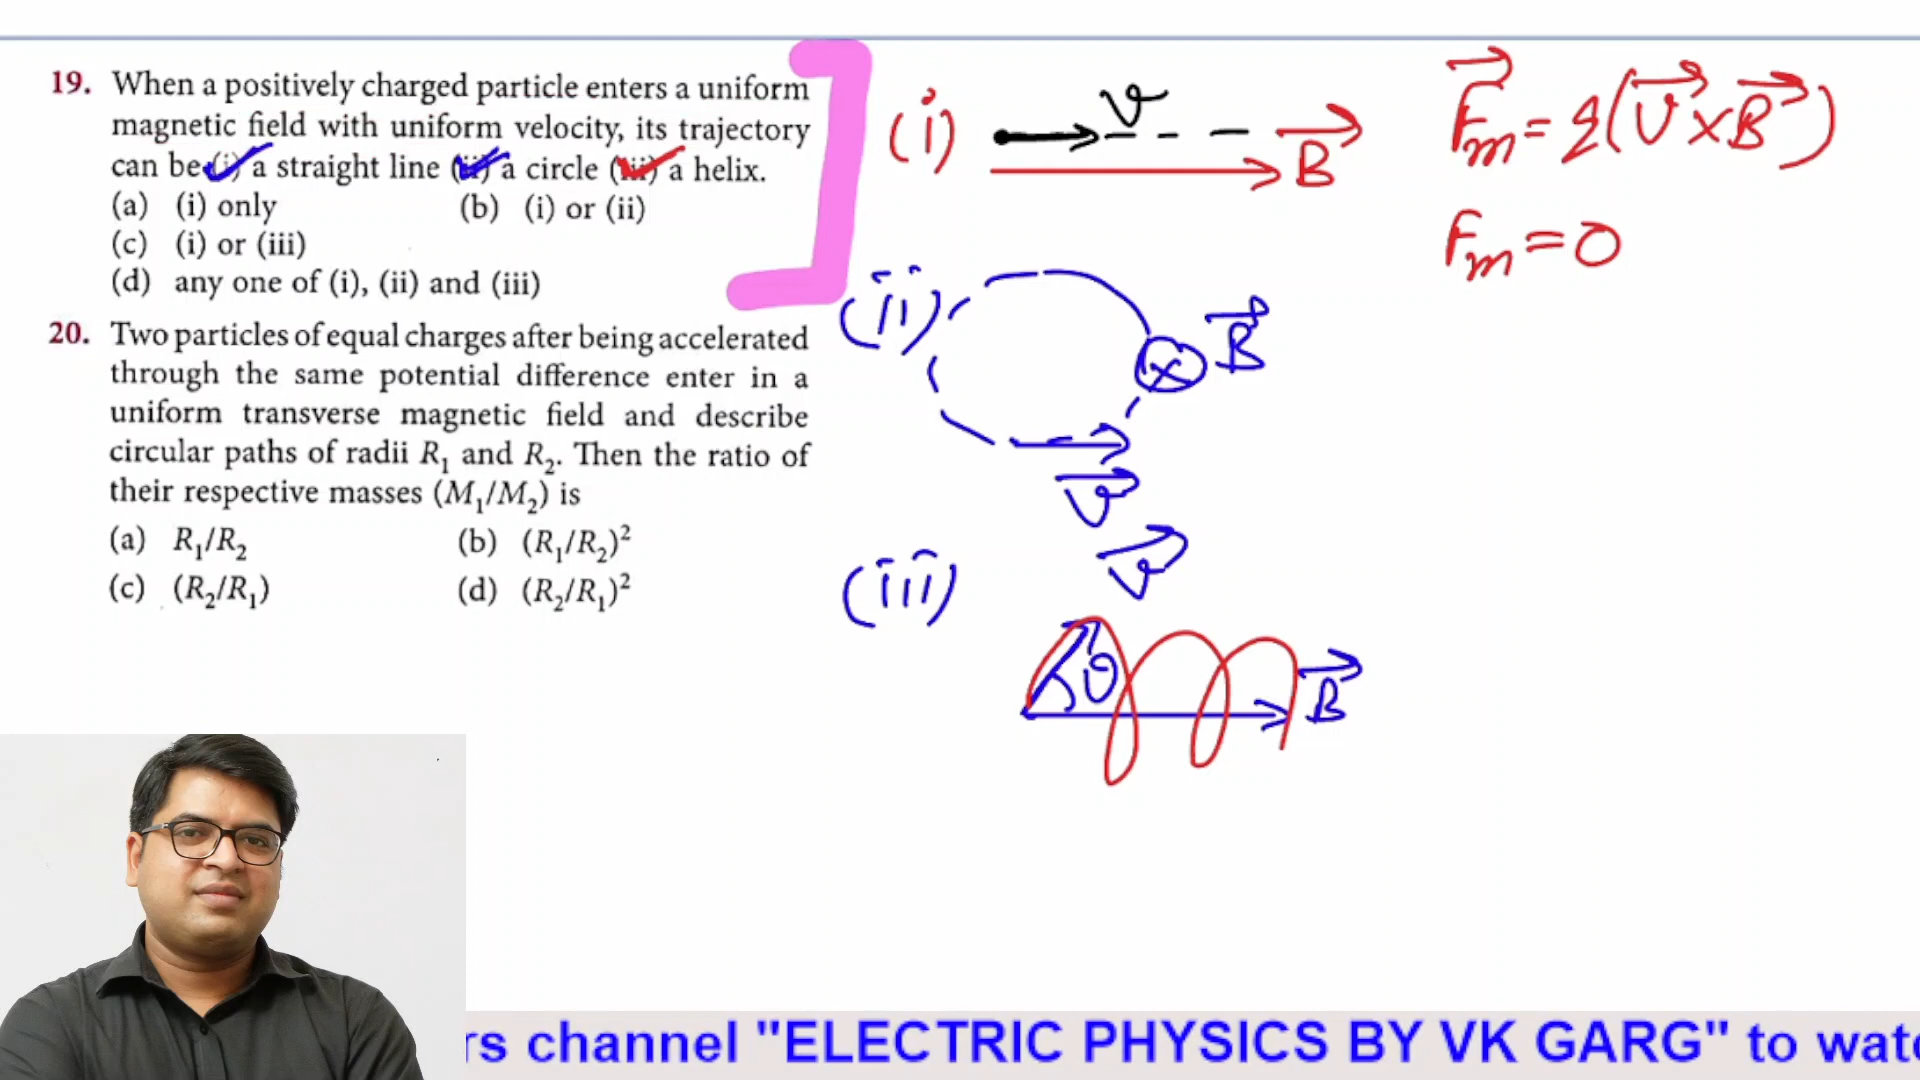 19. When a positively charged particle enters a uniform
magnetic field with uniform velocity, its trajectory
can be (i) a straight line (ii) a circle (iii) a helix.
(a) (i) only (b) (i) or (ii)
(c) (i) or (iii)
(d) any one of (i), (ii) and (iii)
20. Two particles of equal charges after being accelerated
through the same potential difference enter in a
uniform transverse magnetic field and describe
circular paths of radii R₁ and R₂. Then the ratio of
their respective masses (M₁/M₂) is
(a) R₁/R₂ (b) (R₁/R₂)²
(c) (R₂/R₁) (d) (R₂/R₁)²
(i) v B⃗
F⃗m = q(v⃗ × B⃗)
Fm = 0
(ii) B⃗
v⃗
(iii) v⃗
θ B⃗
rs channel "ELECTRIC PHYSICS BY VK GARG" to watc